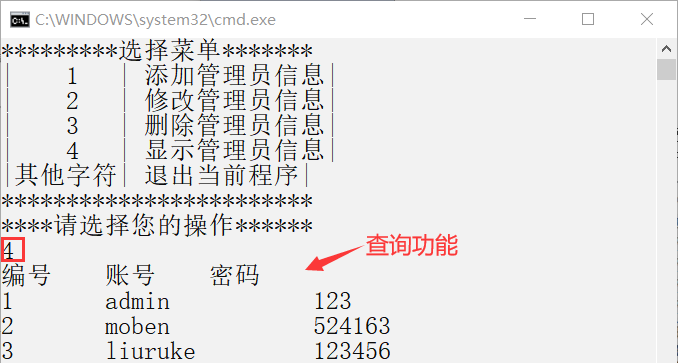 C:\WINDOWS\system32\cmd.exe
*********选择菜单*******
|    1   | 添加管理员信息|
|    2   | 修改管理员信息|
|    3   | 删除管理员信息|
|    4   | 显示管理员信息|
|其他字符| 退出当前程序|
************************
****请选择您的操作******
4
查询功能
编号    账号    密码
1       admin           123
2       moben           524163
3       liuruke         123456